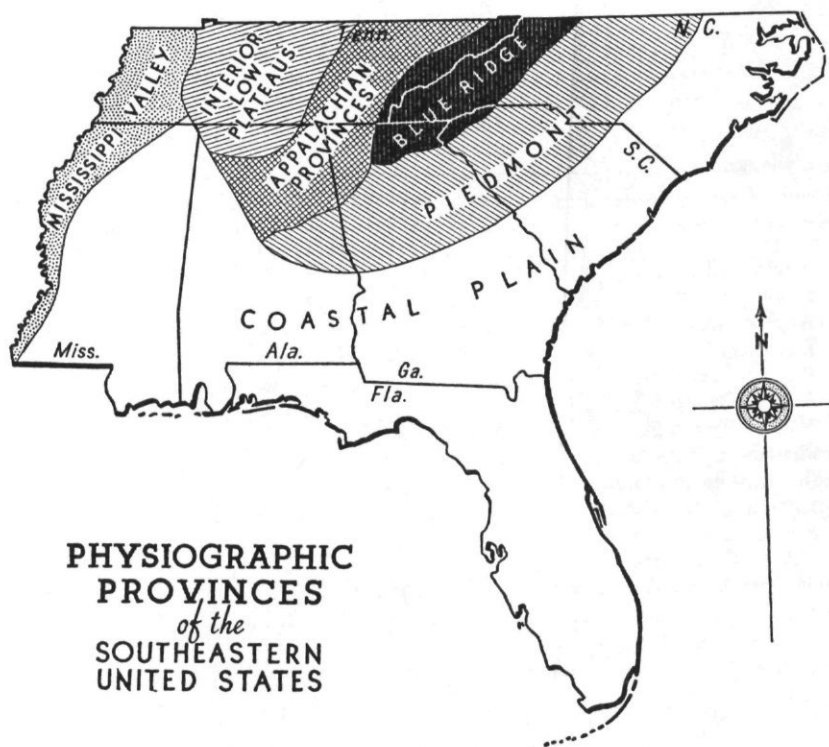 Tenn.
N. C.
MISSISSIPPI VALLEY
INTERIOR
LOW
PLATEAUS
APPALACHIAN
PROVINCES
BLUE RIDGE
PIEDMONT
S.C.
COASTAL PLAIN
Miss.
Ala.
Ga.
Fla.
N
PHYSIOGRAPHIC
PROVINCES
of the
SOUTHEASTERN
UNITED STATES